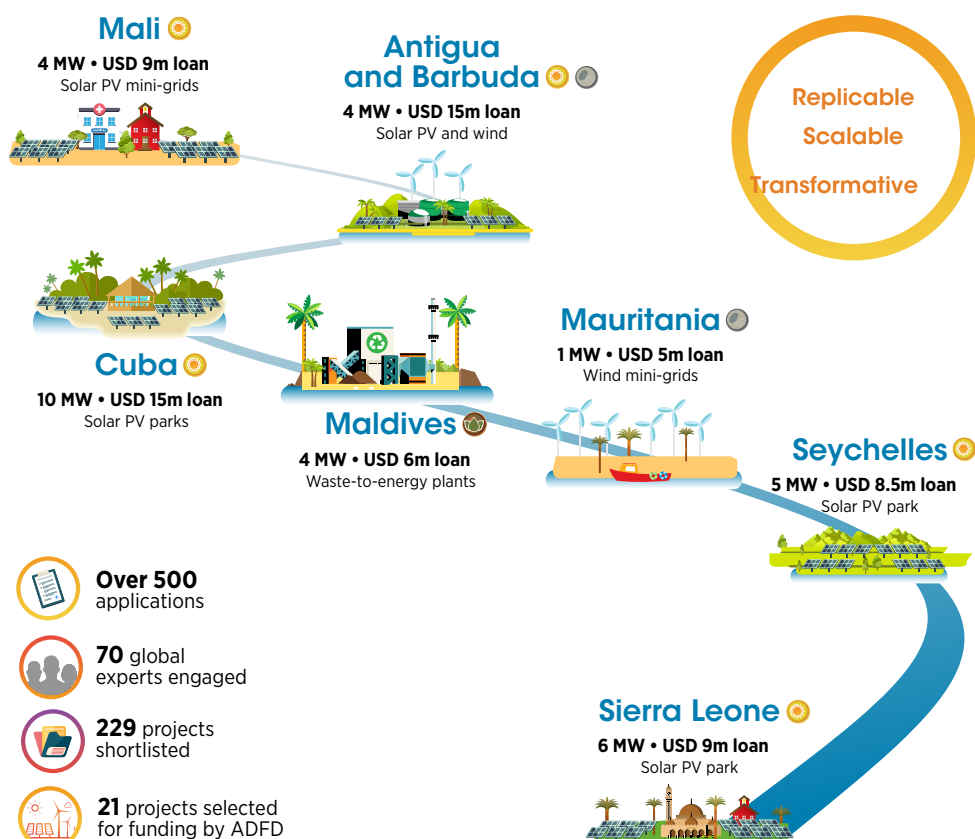 Mali
4 MW • USD 9m loan
Solar PV mini-grids
Antigua
and Barbuda
4 MW • USD 15m loan
Solar PV and wind
Replicable
Scalable
Transformative
Cuba
10 MW • USD 15m loan
Solar PV parks
Maldives
4 MW • USD 6m loan
Waste-to-energy plants
Mauritania
1 MW • USD 5m loan
Wind mini-grids
Seychelles
5 MW • USD 8.5m loan
Solar PV park
Over 500
applications
70 global
experts engaged
229 projects
shortlisted
21 projects selected
for funding by ADFD
Sierra Leone
6 MW • USD 9m loan
Solar PV park